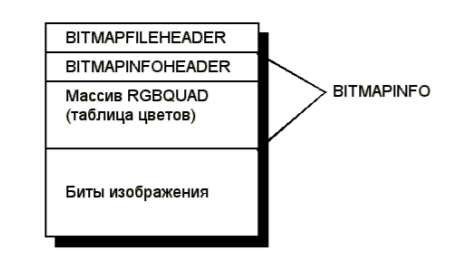 BITMAPFILEHEADER
BITMAPINFOHEADER
Массив RGBQUAD
(таблица цветов)
BITMAPINFO
Биты изображения